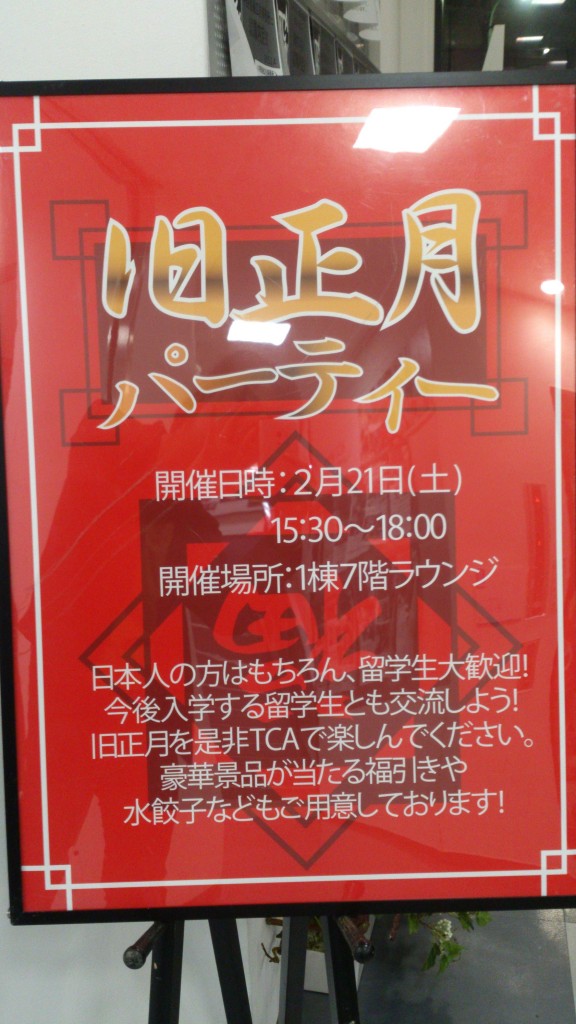 旧正月
パーティー
開催日時：2月21日(土)
15:30～18:00
開催場所：1棟7階ラウンジ
日本人の方はもちろん、留学生大歓迎!
今後入学する留学生とも交流しよう!
旧正月を是非TCAで楽しんでください。
豪華景品が当たる福引きや
水餃子などもご用意しております!